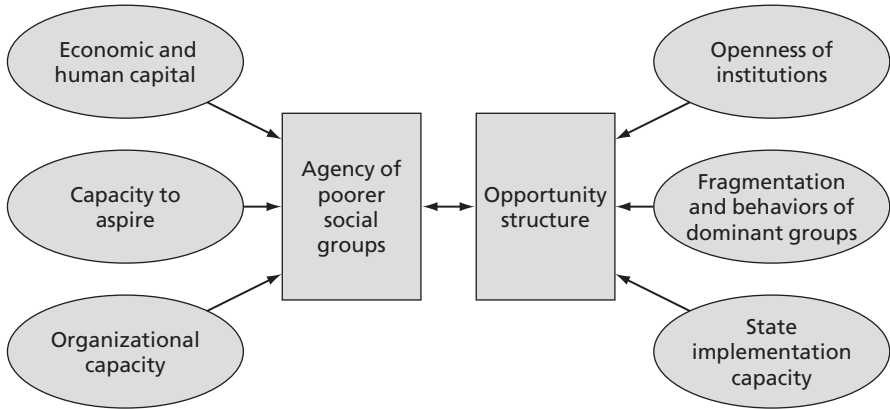 Economic and
human capital
Capacity to
aspire
Organizational
capacity
Agency of
poorer
social
groups
Opportunity
structure
Openness of
institutions
Fragmentation
and behaviors of
dominant groups
State
implementation
capacity